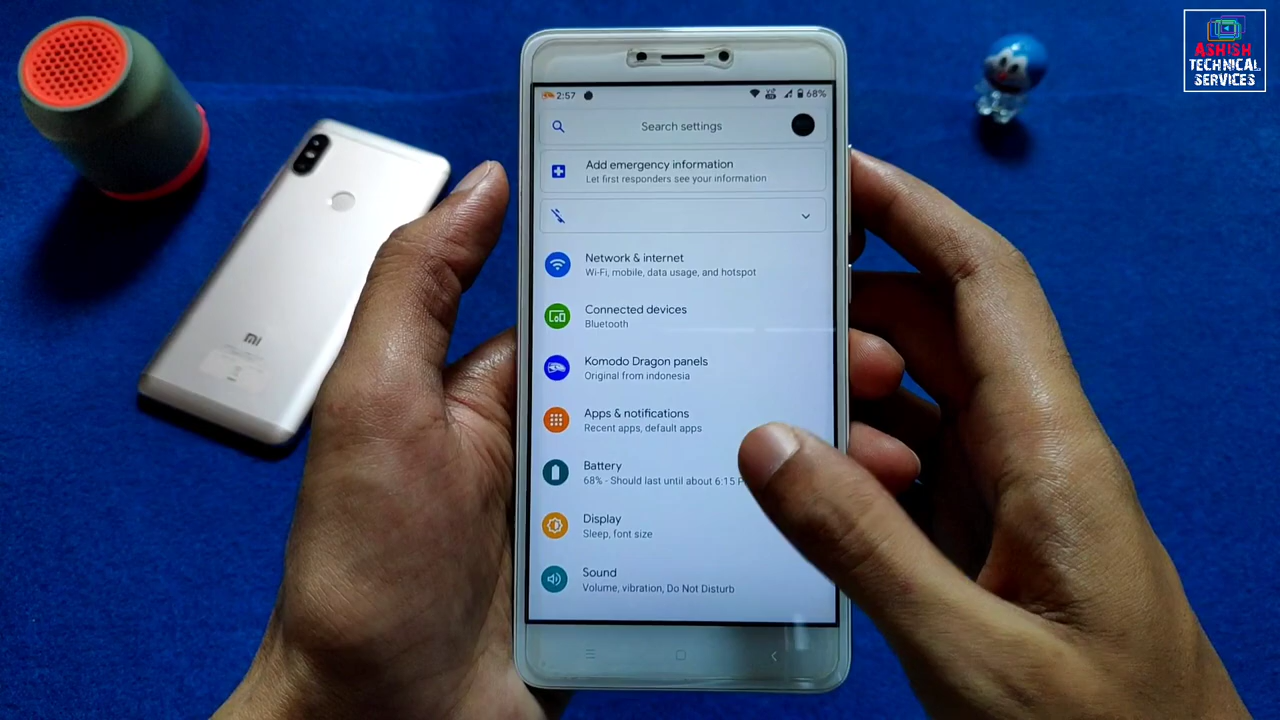 ASHISH
TECHNICAL
SERVICES
2:57
68%
Search settings
Add emergency information
Let first responders see your information
Network & internet
Wi-Fi, mobile, data usage, and hotspot
Connected devices
Bluetooth
Komodo Dragon panels
Original from indonesia
Apps & notifications
Recent apps, default apps
Battery
68% - Should last until about 6:15
Display
Sleep, font size
Sound
Volume, vibration, Do Not Disturb
mi